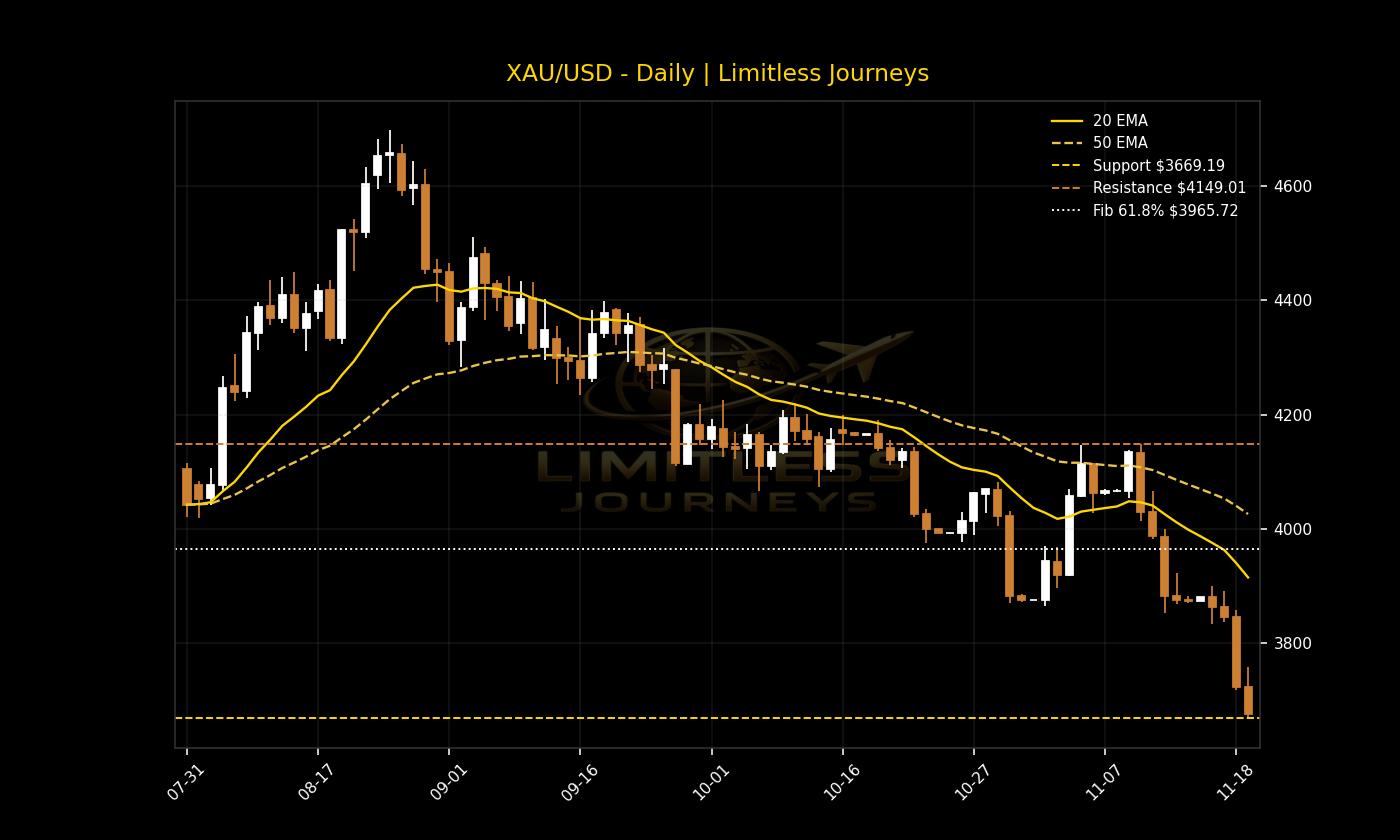 XAU/USD - Daily | Limitless Journeys
20 EMA
50 EMA
Support $3669.19
Resistance $4149.01
Fib 61.8% $3965.72
4600
4400
4200
4000
3800
LIMITLESS
JOURNEYS
07-31
08-17
09-01
09-16
10-01
10-16
10-27
11-07
11-18